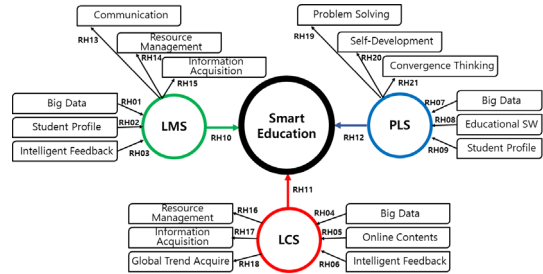 Communication
RH13
Resource
Management
RH14
Information
Acquisition
RH15
Problem Solving
RH19
Self-Development
RH20
Convergence Thinking
RH21
Big Data
RH01
Student Profile
RH02
Intelligent Feedback
RH03
LMS
RH10
Smart
Education
RH12
PLS
RH07
Big Data
RH08
Educational SW
RH09
Student Profile
RH11
Resource
Management
RH16
Information
Acquisition
RH17
Global Trend Acquire
RH18
LCS
RH04
Big Data
RH05
Online Contents
RH06
Intelligent Feedback